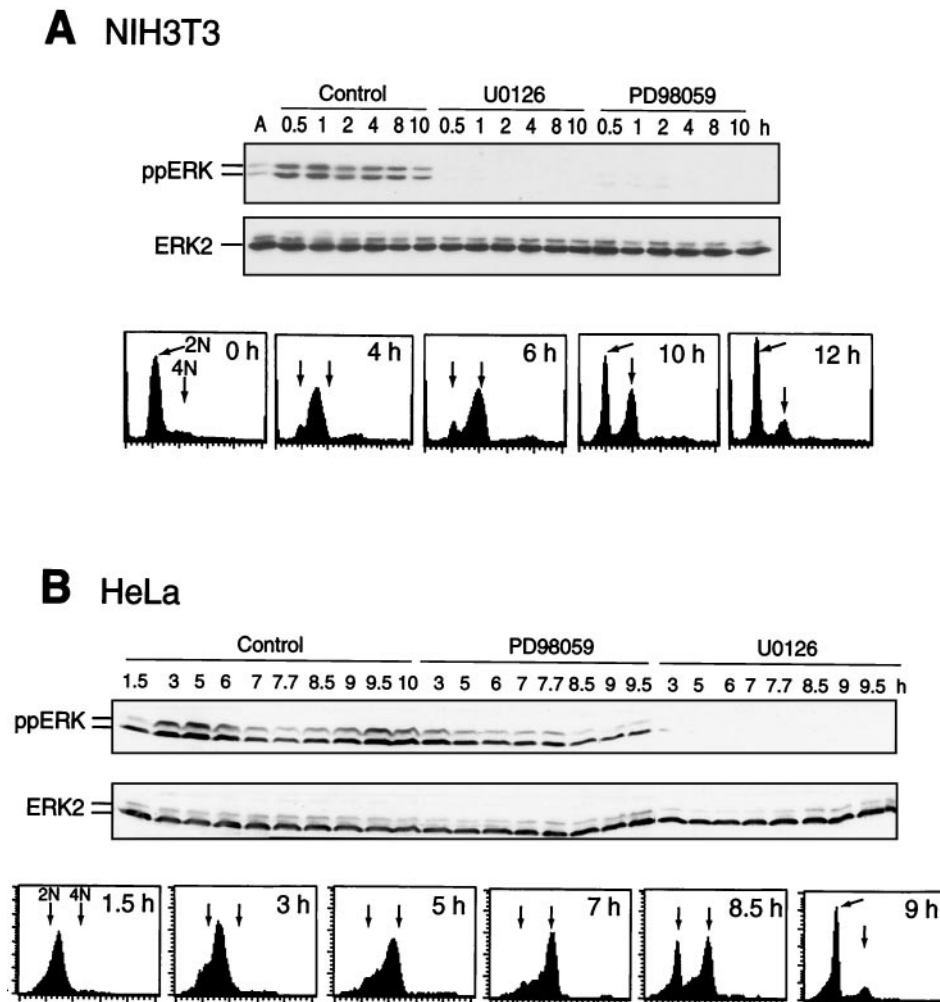 A NIH3T3
Control U0126 PD98059
A 0.5 1 2 4 8 10 0.5 1 2 4 8 10 0.5 1 2 4 8 10 h
ppERK
ERK2
2N 4N 0 h 4 h 6 h 10 h 12 h
B HeLa
Control PD98059 U0126
1.5 3 5 6 7 7.7 8.5 9 9.5 10 3 5 6 7 7.7 8.5 9 9.5 3 5 6 7 7.7 8.5 9 9.5 h
ppERK
ERK2
2N 4N 1.5 h 3 h 5 h 7 h 8.5 h 9 h